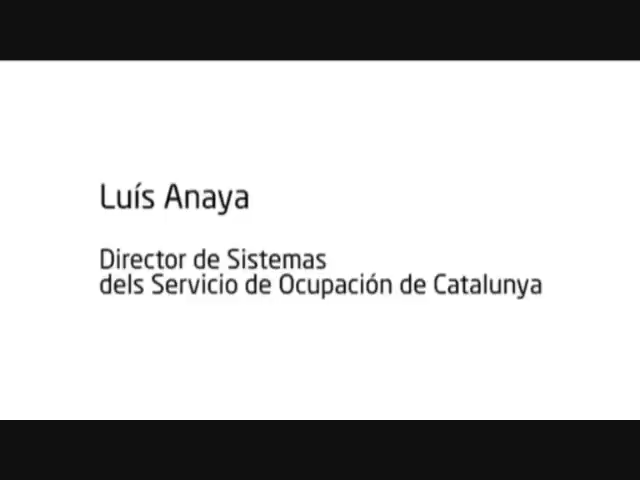 Luís Anaya
Director de Sistemas
dels Servicio de Ocupación de Catalunya